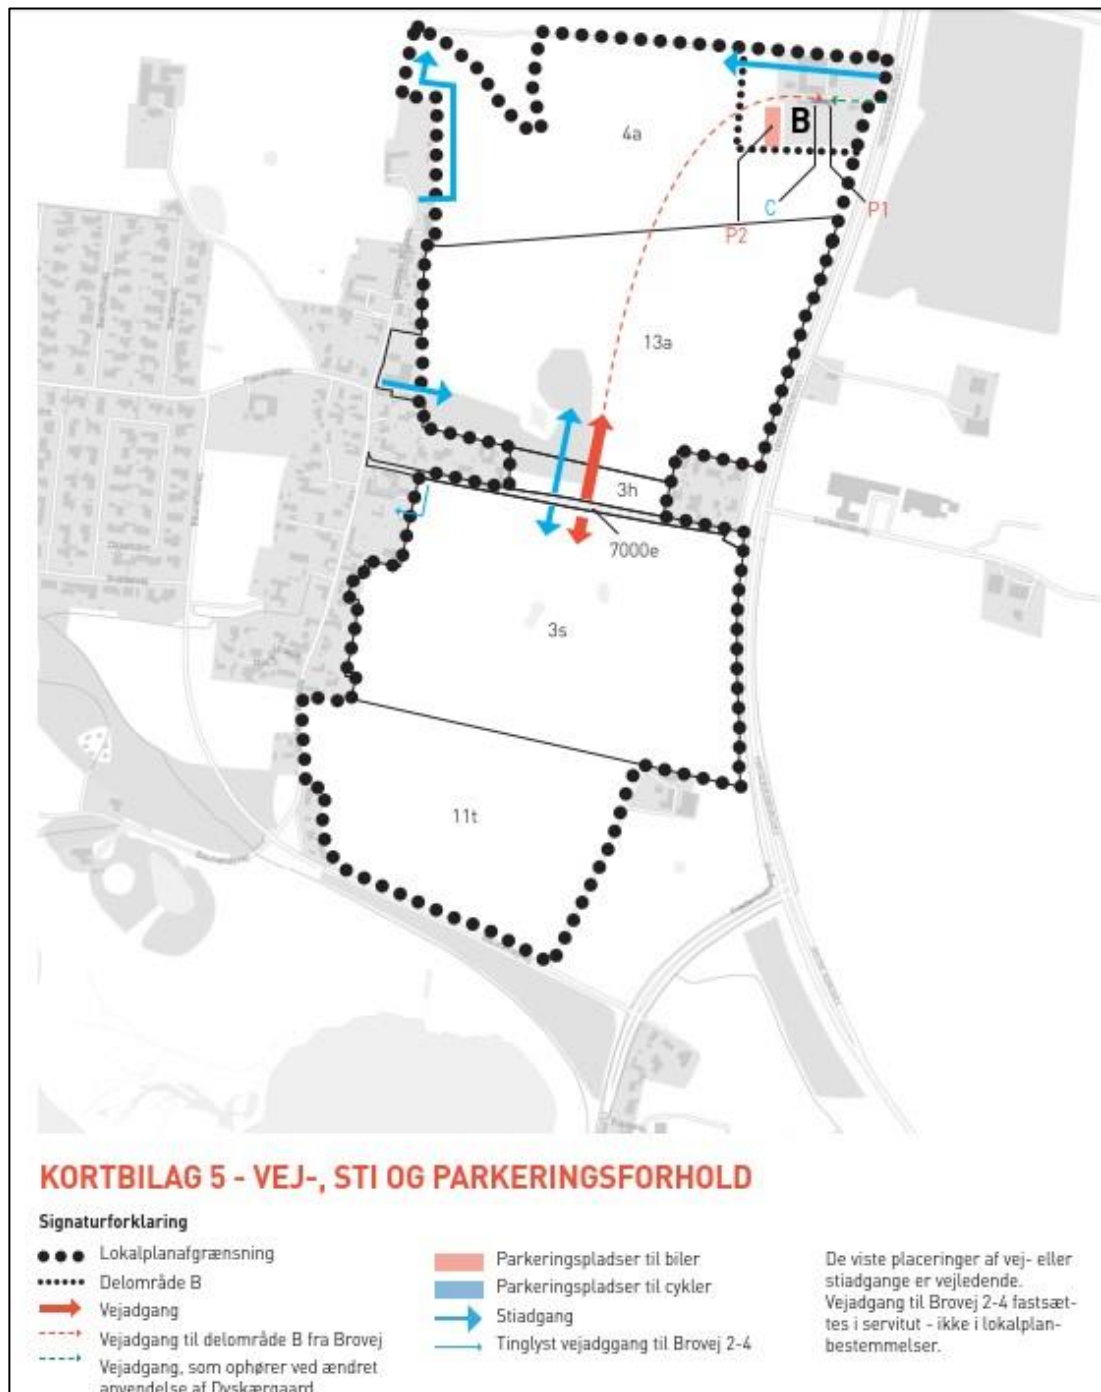 4a
B
C
P1
P2
13a
3h
7000e
3s
11t
KORTBILAG 5 - VEJ-, STI OG PARKERINGSFORHOLD
Signaturforklaring
Lokalplanafgrænsning
Delområde B
Vejadgang
Vejadgang til delområde B fra Brovej
Vejadgang, som ophører ved ændret
anvendelse af Dyskærgaard
Parkeringspladser til biler
Parkeringspladser til cykler
Stiadgang
Tinglyst vejadggang til Brovej 2-4
De viste placeringer af vej- eller
stiadgange er vejledende.
Vejadgang til Brovej 2-4 fastsæt-
tes i servitut - ikke i lokalplan-
bestemmelser.